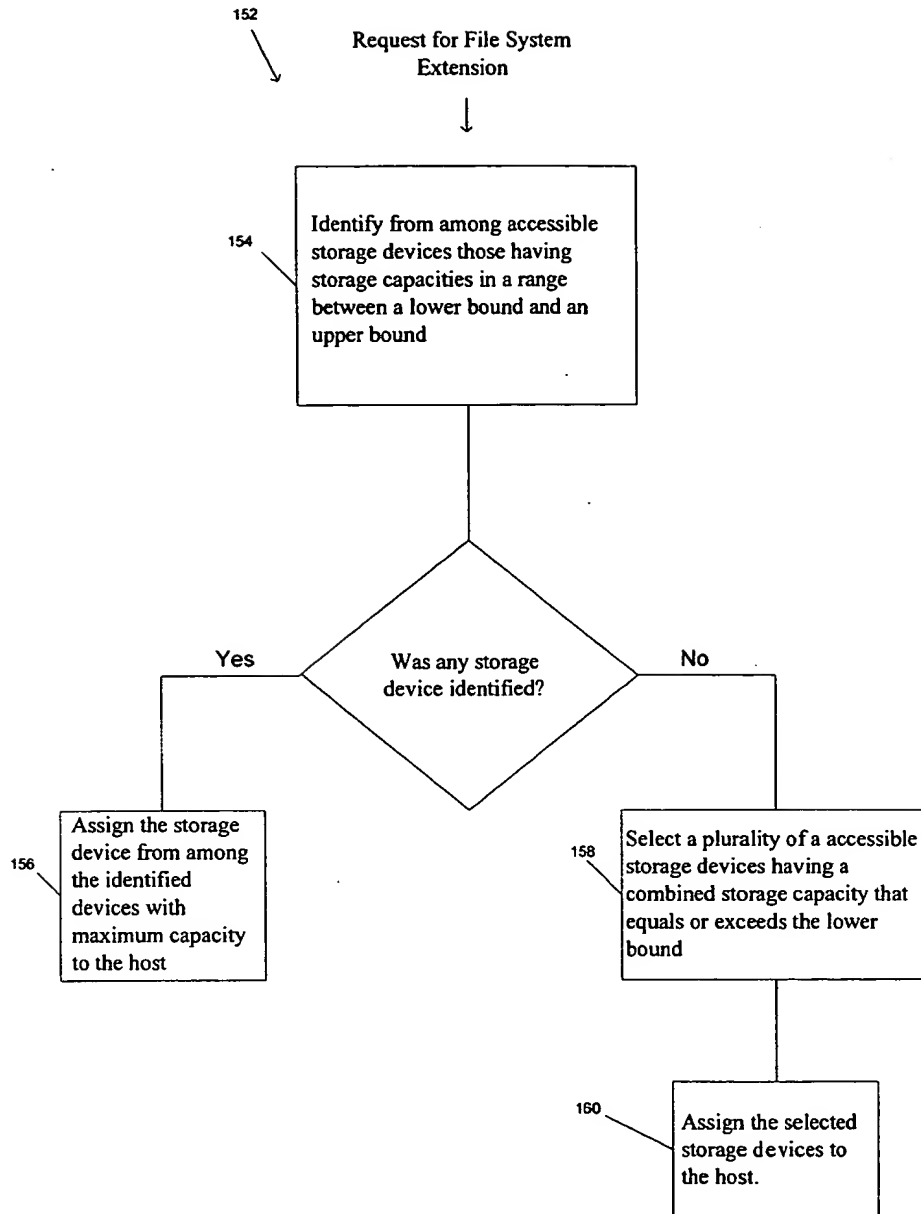 152
Request for File System
Extension
154
Identify from among accessible
storage devices those having
storage capacities in a range
between a lower bound and an
upper bound
Yes
Was any storage
device identified?
No
156
Assign the storage
device from among
the identified
devices with
maximum capacity
to the host
158
Select a plurality of a accessible
storage devices having a
combined storage capacity that
equals or exceeds the lower
bound
160
Assign the selected
storage devices to
the host.